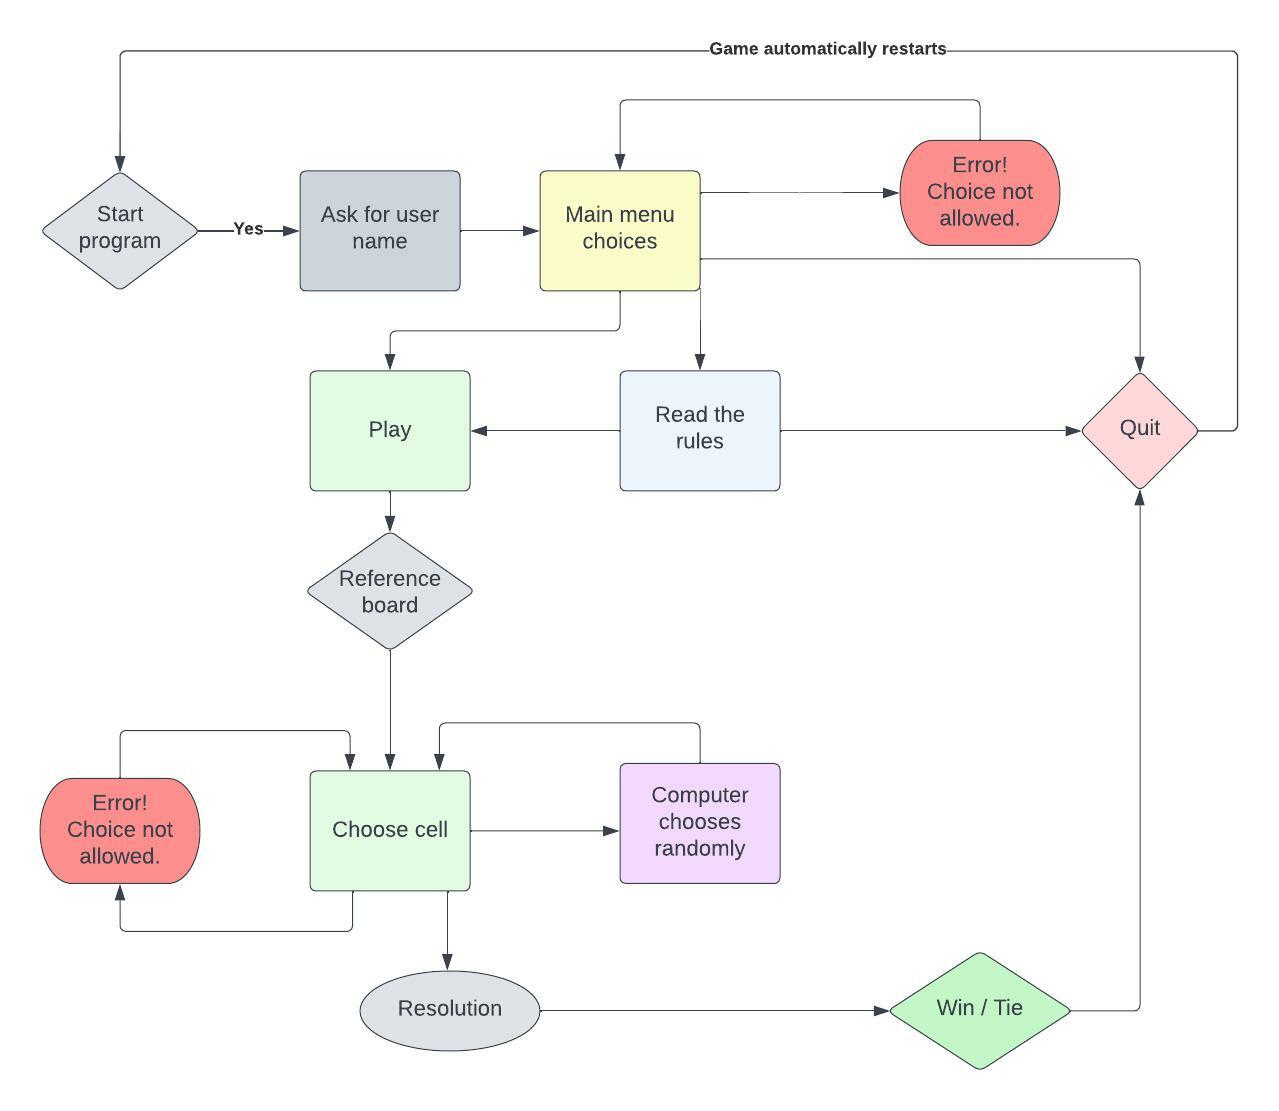 Game automatically restarts
Error!
Choice not
allowed.
Start
program
Yes
Ask for user
name
Main menu
choices
Play
Read the
rules
Quit
Reference
board
Error!
Choice not
allowed.
Choose cell
Computer
chooses
randomly
Resolution
Win / Tie